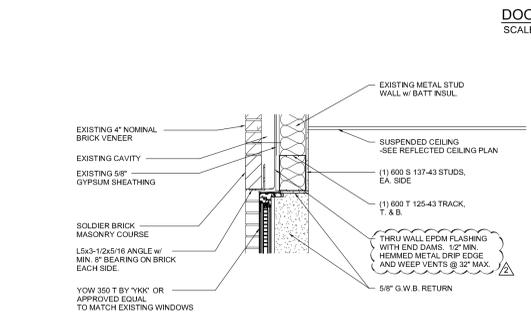 DOO
SCAL
EXISTING METAL STUD
WALL w/ BATT INSUL.
EXISTING 4" NOMINAL
BRICK VENEER
SUSPENDED CEILING
-SEE REFLECTED CEILING PLAN
EXISTING CAVITY
EXISTING 5/8"
GYPSUM SHEATHING
(1) 600 S 137-43 STUDS,
EA. SIDE
(1) 600 T 125-43 TRACK,
T. & B.
SOLDIER BRICK
MASONRY COURSE
THRU WALL EPDM FLASHING
WITH END DAMS. 1/2" MIN.
HEMMED METAL DRIP EDGE
AND WEEP VENTS @ 32" MAX.
2
L5x3-1/2x5/16 ANGLE w/
MIN. 8" BEARING ON BRICK
EACH SIDE.
YOW 350 T BY "YKK" OR
APPROVED EQUAL
TO MATCH EXISTING WINDOWS
5/8" G.W.B. RETURN